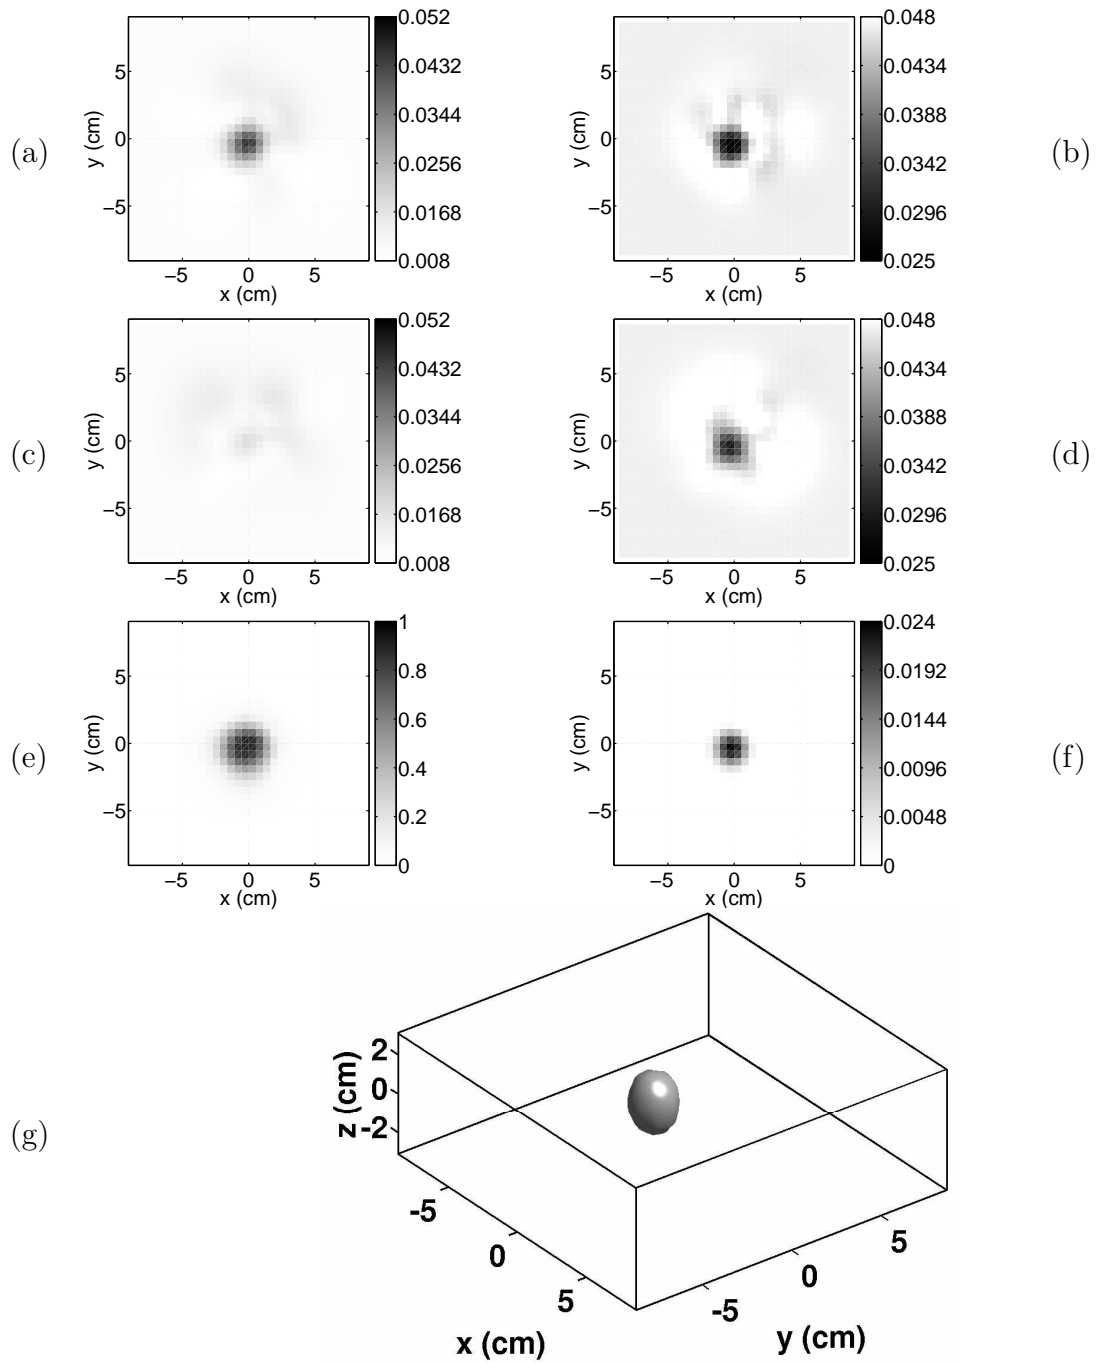 0.052
0.0432
0.0344
0.0256
0.0168
0.008
5
0
−5
y (cm)
−5 0 5
x (cm)
(a)
0.048
0.0434
0.0388
0.0342
0.0296
0.025
5
0
−5
y (cm)
−5 0 5
x (cm)
(b)
0.052
0.0432
0.0344
0.0256
0.0168
0.008
5
0
−5
y (cm)
−5 0 5
x (cm)
(c)
0.048
0.0434
0.0388
0.0342
0.0296
0.025
5
0
−5
y (cm)
−5 0 5
x (cm)
(d)
1
0.8
0.6
0.4
0.2
0
5
0
−5
y (cm)
−5 0 5
x (cm)
(e)
0.024
0.0192
0.0144
0.0096
0.0048
0
5
0
−5
y (cm)
−5 0 5
x (cm)
(f)
(g)
2
0
-2
z (cm)
-5
0
5
x (cm)
-5
0
5
y (cm)